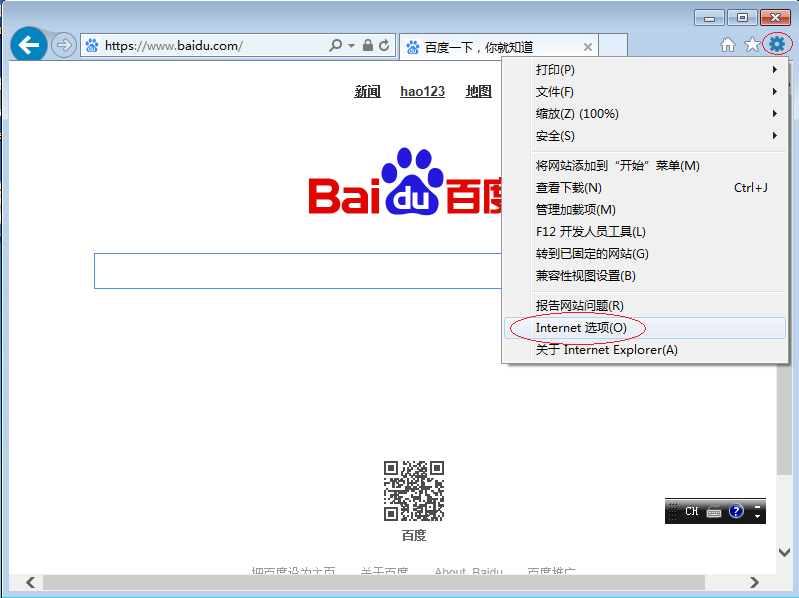 https://www.baidu.com/
百度一下，你就知道
新闻 hao123 地图
Bai du 百度
打印(P)
文件(F)
缩放(Z) (100%)
安全(S)
将网站添加到“开始”菜单(M)
查看下载(N) Ctrl+J
管理加载项(M)
F12 开发人员工具(L)
转到已固定的网站(G)
兼容性视图设置(B)
报告网站问题(R)
Internet 选项(O)
关于 Internet Explorer(A)
CH
百度
把百度设为主页 关于百度 About Baidu 百度推广